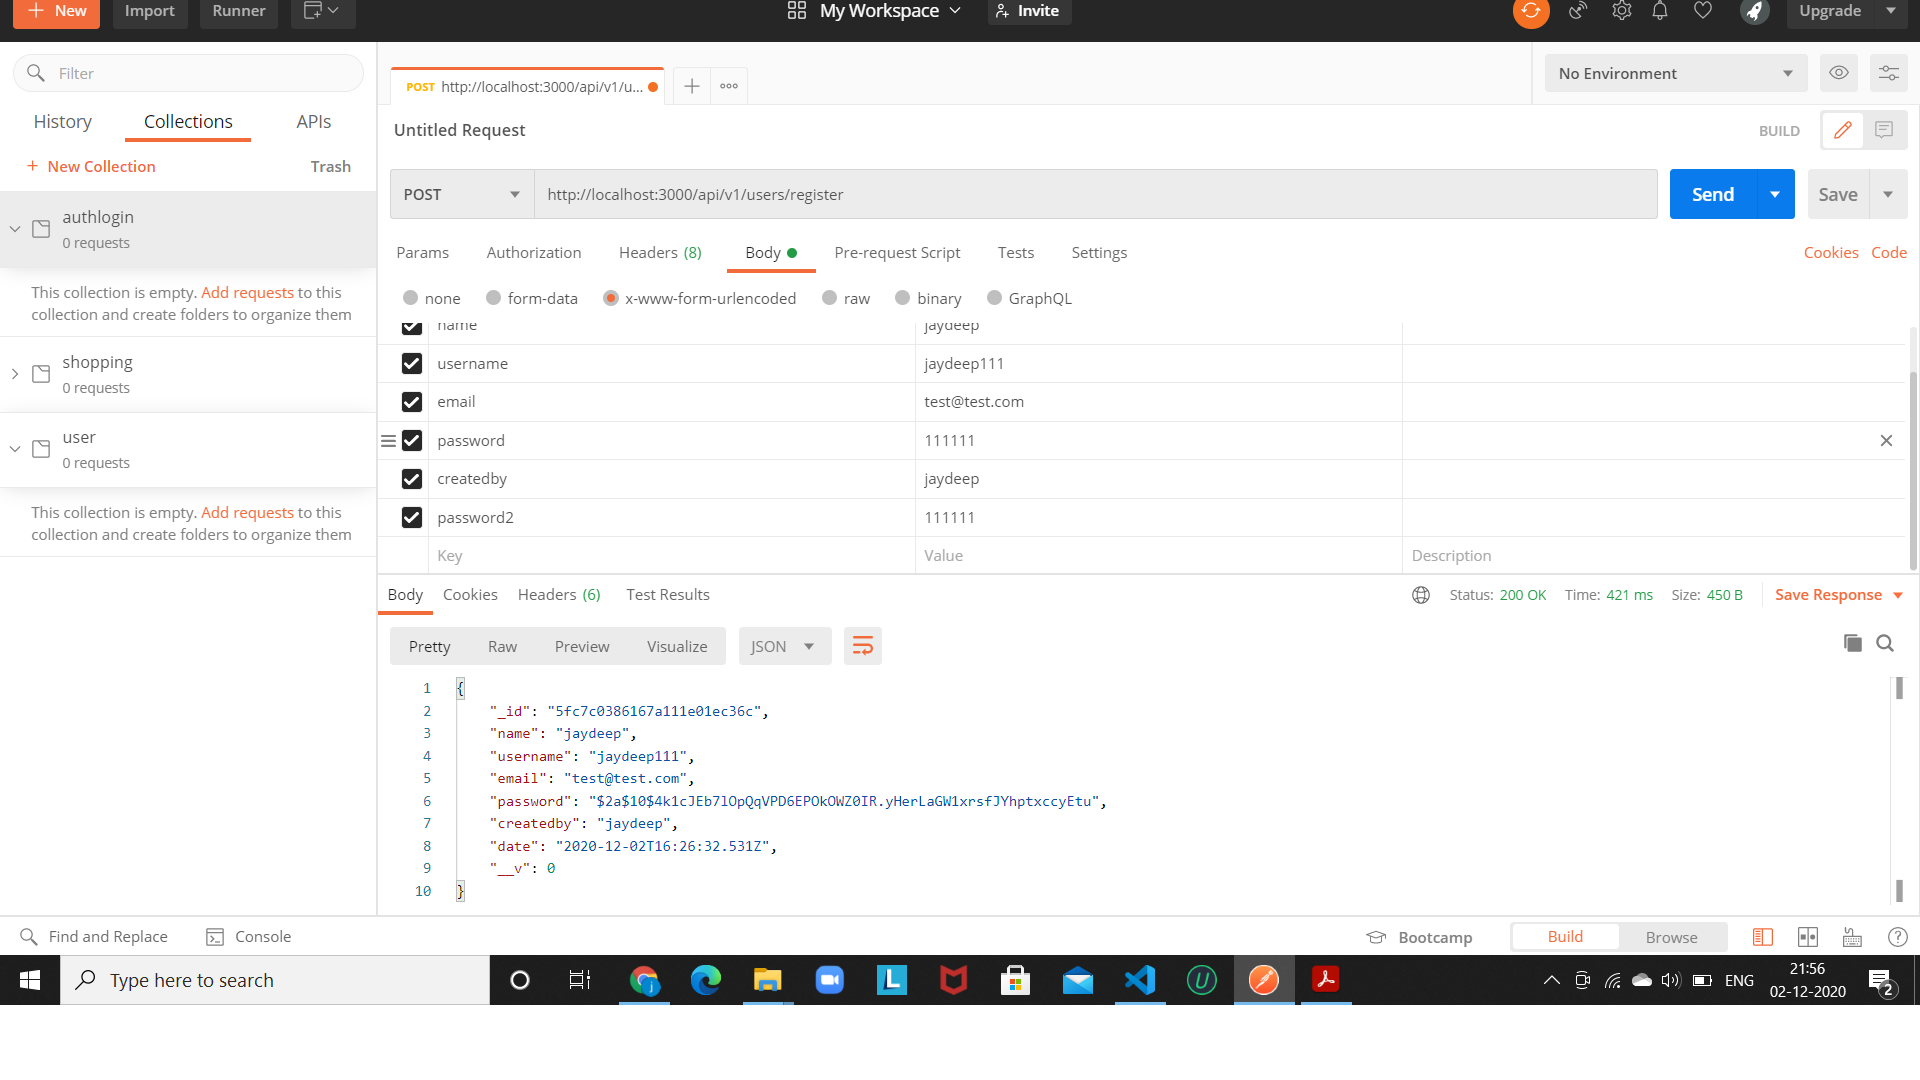 + New Import Runner My Workspace Invite Upgrade
Filter
POST http://localhost:3000/api/v1/u...
No Environment
History Collections APIs
Untitled Request
BUILD
+ New Collection Trash
POST http://localhost:3000/api/v1/users/register Send Save
authlogin
0 requests
This collection is empty. Add requests to this
collection and create folders to organize them
shopping
0 requests
user
0 requests
This collection is empty. Add requests to this
collection and create folders to organize them
Params Authorization Headers (8) Body Pre-request Script Tests Settings Cookies Code
none form-data x-www-form-urlencoded raw binary GraphQL
name jaydeep
username jaydeep111
email test@test.com
password 111111
createdby jaydeep
password2 111111
Key Value Description
Body Cookies Headers (6) Test Results Status: 200 OK Time: 421 ms Size: 450 B Save Response
Pretty Raw Preview Visualize JSON
1 {
2 "_id": "5fc7c0386167a111e01ec36c",
3 "name": "jaydeep",
4 "username": "jaydeep111",
5 "email": "test@test.com",
6 "password": "$2a$10$4k1cJEb7lOpQqVPD6EPOkOWZ0IR.yHerLaGW1xrsfJYhptxccyEtu",
7 "createdby": "jaydeep",
8 "date": "2020-12-02T16:26:32.531Z",
9 "__v": 0
10 }
Find and Replace Console Bootcamp Build Browse
Type here to search
ENG
21:56
02-12-2020
2